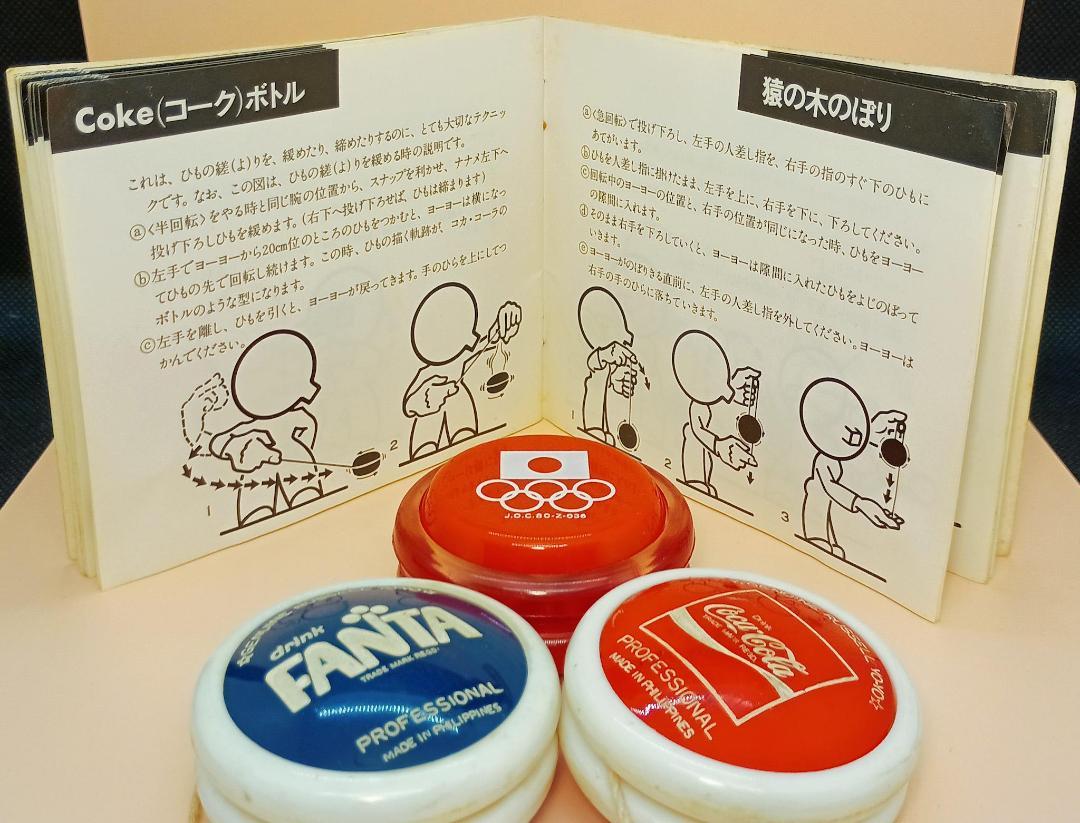 Coke(コーク)ボトル
これは、ひもの縒(よ)りを、緩めたり、締めたりするのに、とても大切なテクニッ
クです。なお、この図は、ひもの縒(よ)りを緩める時の説明です。
ⓐ〈半回転〉をやる時と同じ腕の位置から、スナップを利かせ、ナナメ左下へ
投げ下ろしひもを緩めます。(右下へ投げ下ろせば、ひもは締まります)
ⓑ左手でヨーヨーから20cm位のところのひもをつかむと、ヨーヨーは横になっ
てひもの先で回転し続けます。この時、ひもの描く軌跡が、コカ・コーラの
ボトルのような型になります。
ⓒ左手を離し、ひもを引くと、ヨーヨーが戻ってきます。手のひらを上にしてつ
かんでください。
1
2
猿の木のぼり
ⓐ〈急回転〉で投げ下ろし、左手の人差し指を、右手の指のすぐ下のひもに
あてがいます。
ⓑひもを人差し指に掛けたまま、左手を上に、右手を下に、下ろしてください。
ⓒ回転中のヨーヨーの位置と、右手の位置が同じになった時、ひもをヨーヨー
の隙間に入れます。
ⓓそのまま右手を下ろしていくと、ヨーヨーは隙間に入れたひもをよじのぼって
いきます。
ⓔヨーヨーがのぼりきる直前に、左手の人差し指を外してください。ヨーヨーは
右手の手のひらに落ちていきます。
1
2
3
J.O.C.80-Z-036
drink
FANTA
TRADE MARK REGD.
PROFESSIONAL
MADE IN PHILIPPINES
DRINK
Coca-Cola
TRADE MARK REGD.
PROFESSIONAL
MADE IN PHILIPPINES
RUSSELL YOYO